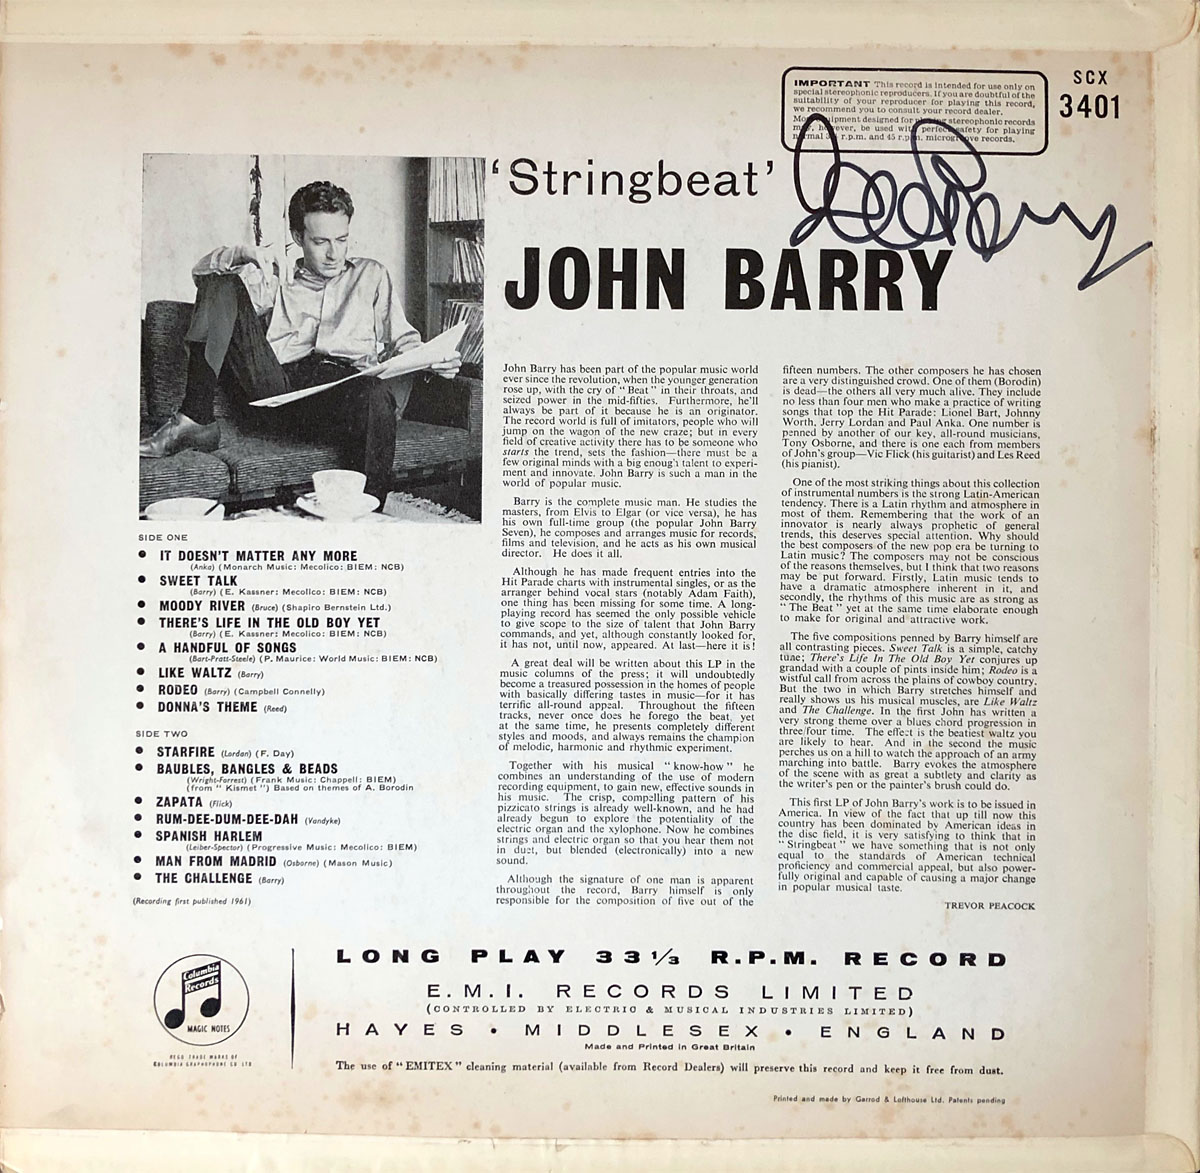 IMPORTANT This record is intended for use only on
special stereophonic reproducers. If you are doubtful of the
suitability of your reproducer for playing this record,
we recommend you to consult your record dealer.
stereophonic records
be used with perfect safety for playing
r.p.m. and 45 r.p.m. microgroove records.
SCX
3401
'Stringbeat'
JOHN BARRY
John Barry has been part of the popular music world
ever since the revolution, when the younger generation
rose up, with the cry of "Beat" in their throats, and
seized power in the mid-fifties. Furthermore, he'll
always be part of it because he is an originator.
The record world is full of imitators, people who will
jump on the wagon of the new craze; but in every
field of creative activity there has to be someone who
starts the trend, sets the fashion—there must be a
few original minds with a big enoug's talent to experi-
ment and innovate. John Barry is such a man in the
world of popular music.
Barry is the complete music man. He studies the
masters, from Elvis to Elgar (or vice versa), he has
his own full-time group (the popular John Barry
Seven), he composes and arranges music for records,
films and television, and he acts as his own musical
director. He does it all.
Although he has made frequent entries into the
Hit Parade charts with instrumental singles, or as the
arranger behind vocal stars (notably Adam Faith),
one thing has been missing for some time. A long-
playing record has seemed the only possible vehicle
to give scope to the size of talent that John Barry
commands, and yet, although constantly looked for,
it has not, until now, appeared. At last—here it is!
A great deal will be written about this LP in the
music columns of the press; it will undoubtedly
become a treasured possession in the homes of people
with basically differing tastes in music—for it has
terrific all-round appeal. Throughout the fifteen
tracks, never once does he forego the beat, yet
at the same time, he presents completely different
styles and moods, and always remains the champion
of melodic, harmonic and rhythmic experiment.
Together with his musical "know-how" he
combines an understanding of the use of modern
recording equipment, to gain new, effective sounds in
his music. The crisp, compelling pattern of his
pizzicato strings is already well-known, and he had
already begun to explore the potentiality of the
electric organ and the xylophone. Now he combines
strings and electric organ so that you hear them not
in duet, but blended (electronically) into a new
sound.
Although the signature of one man is apparent
throughout the record, Barry himself is only
responsible for the composition of five out of the
fifteen numbers. The other composers he has chosen
are a very distinguished crowd. One of them (Borodin)
is dead—the others all very much alive. They include
no less than four men who make a practice of writing
songs that top the Hit Parade: Lionel Bart, Johnny
Worth, Jerry Lordan and Paul Anka. One number is
penned by another of our key, all-round musicians,
Tony Osborne, and there is one each from members
of John's group—Vic Flick (his guitarist) and Les Reed
(his pianist).
One of the most striking things about this collection
of instrumental numbers is the strong Latin-American
tendency. There is a Latin rhythm and atmosphere in
most of them. Remembering that the work of an
innovator is nearly always prophetic of general
trends, this deserves special attention. Why should
the best composers of the new pop era be turning to
Latin music? The composers may not be conscious
of the reasons themselves, but I think that two reasons
may be put forward. Firstly, Latin music tends to
have a dramatic atmosphere inherent in it, and
secondly, the rhythms of this music are as strong as
"The Beat" yet at the same time elaborate enough
to make for original and attractive work.
The five compositions penned by Barry himself are
all contrasting pieces. Sweet Talk is a simple, catchy
tune; There's Life In The Old Boy Yet conjures up
grandad with a couple of pints inside him; Rodeo is a
wistful call from across the plains of cowboy country.
But the two in which Barry stretches himself and
really shows us his musical muscles, are Like Waltz
and The Challenge. In the first John has written a
very strong theme over a blues chord progression in
three/four time. The effect is the beatiest waltz you
are likely to hear. And in the second the music
perches us on a hill to watch the approach of an army
marching into battle. Barry evokes the atmosphere
of the scene with as great a subtlety and clarity as
the writer's pen or the painter's brush could do.
This first LP of John Barry's work is to be issued in
America. In view of the fact that up till now this
country has been dominated by American ideas in
the disc field, it is very satisfying to think that in
"Stringbeat" we have something that is not only
equal to the standards of American technical
proficiency and commercial appeal, but also power-
fully original and capable of causing a major change
in popular musical taste.
TREVOR PEACOCK
SIDE ONE
• IT DOESN'T MATTER ANY MORE
(Anka) (Monarch Music: Mecolico: BIEM: NCB)
• SWEET TALK
(Barry) (E. Kassner: Mecolico: BIEM: NCB)
• MOODY RIVER (Bruce) (Shapiro Bernstein Ltd.)
• THERE'S LIFE IN THE OLD BOY YET
(Barry) (E. Kassner: Mecolico: BIEM: NCB)
• A HANDFUL OF SONGS
(Bart-Pratt-Steele) (P. Maurice: World Music: BIEM: NCB)
• LIKE WALTZ (Barry)
• RODEO (Barry) (Campbell Connelly)
• DONNA'S THEME (Reed)
SIDE TWO
• STARFIRE (Lordan) (F. Day)
• BAUBLES, BANGLES & BEADS
(Wright-Forrest) (Frank Music: Chappell: BIEM)
(from "Kismet") Based on themes of A. Borodin
• ZAPATA (Flick)
• RUM-DEE-DUM-DEE-DAH (Vandyke)
• SPANISH HARLEM
(Leiber-Spector) (Progressive Music: Mecolico: BIEM)
• MAN FROM MADRID (Osborne) (Mason Music)
• THE CHALLENGE (Barry)
(Recording first published 1961)
Columbia
Records
MAGIC NOTES
REGD TRADE MARKS OF
COLUMBIA GRAPHOPHONE CO LTD
LONG PLAY 33⅓ R.P.M. RECORD
E.M.I. RECORDS LIMITED
(CONTROLLED BY ELECTRIC & MUSICAL INDUSTRIES LIMITED)
HAYES • MIDDLESEX • ENGLAND
Made and Printed in Great Britain
The use of "EMITEX" cleaning material (available from Record Dealers) will preserve this record and keep it free from dust.
Printed and made by Garrod & Lofthouse Ltd. Patents pending